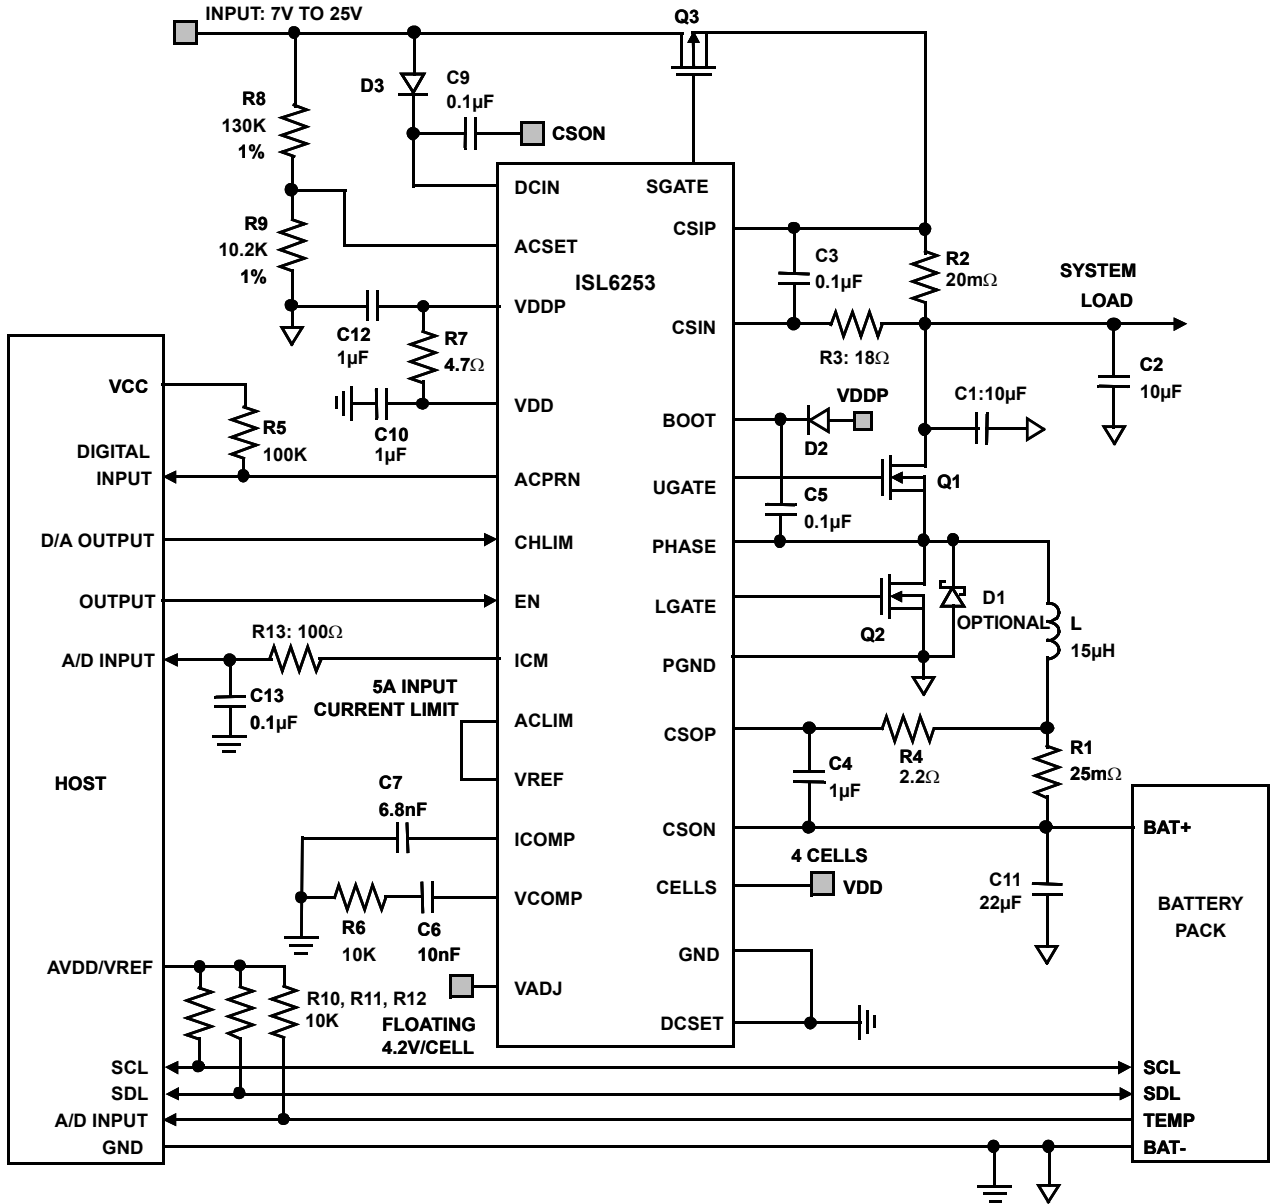 INPUT: 7V TO 25V
Q3
D3
C9
0.1µF
CSON
R8
130K
1%
R9
10.2K
1%
DCIN
SGATE
ACSET
CSIP
ISL6253
VDDP
CSIN
C3
0.1µF
R2
20mΩ
SYSTEM
LOAD
R3: 18Ω
C12
1µF
R7
4.7Ω
C2
10µF
VCC
VDD
C10
1µF
BOOT
VDDP
D2
C1:10µF
R5
100K
DIGITAL
INPUT
ACPRN
UGATE
Q1
C5
0.1µF
D/A OUTPUT
CHLIM
PHASE
OUTPUT
EN
LGATE
Q2
D1
OPTIONAL
L
15µH
R13: 100Ω
A/D INPUT
ICM
PGND
C13
0.1µF
5A INPUT
CURRENT LIMIT
ACLIM
CSOP
R4
2.2Ω
R1
25mΩ
C4
1µF
HOST
VREF
C7
6.8nF
ICOMP
CSON
BAT+
4 CELLS
CELLS
VDD
C11
22µF
BATTERY
PACK
VCOMP
R6
10K
C6
10nF
GND
AVDD/VREF
R10, R11, R12
10K
VADJ
FLOATING
4.2V/CELL
DCSET
SCL
SCL
SDL
SDL
A/D INPUT
TEMP
GND
BAT-